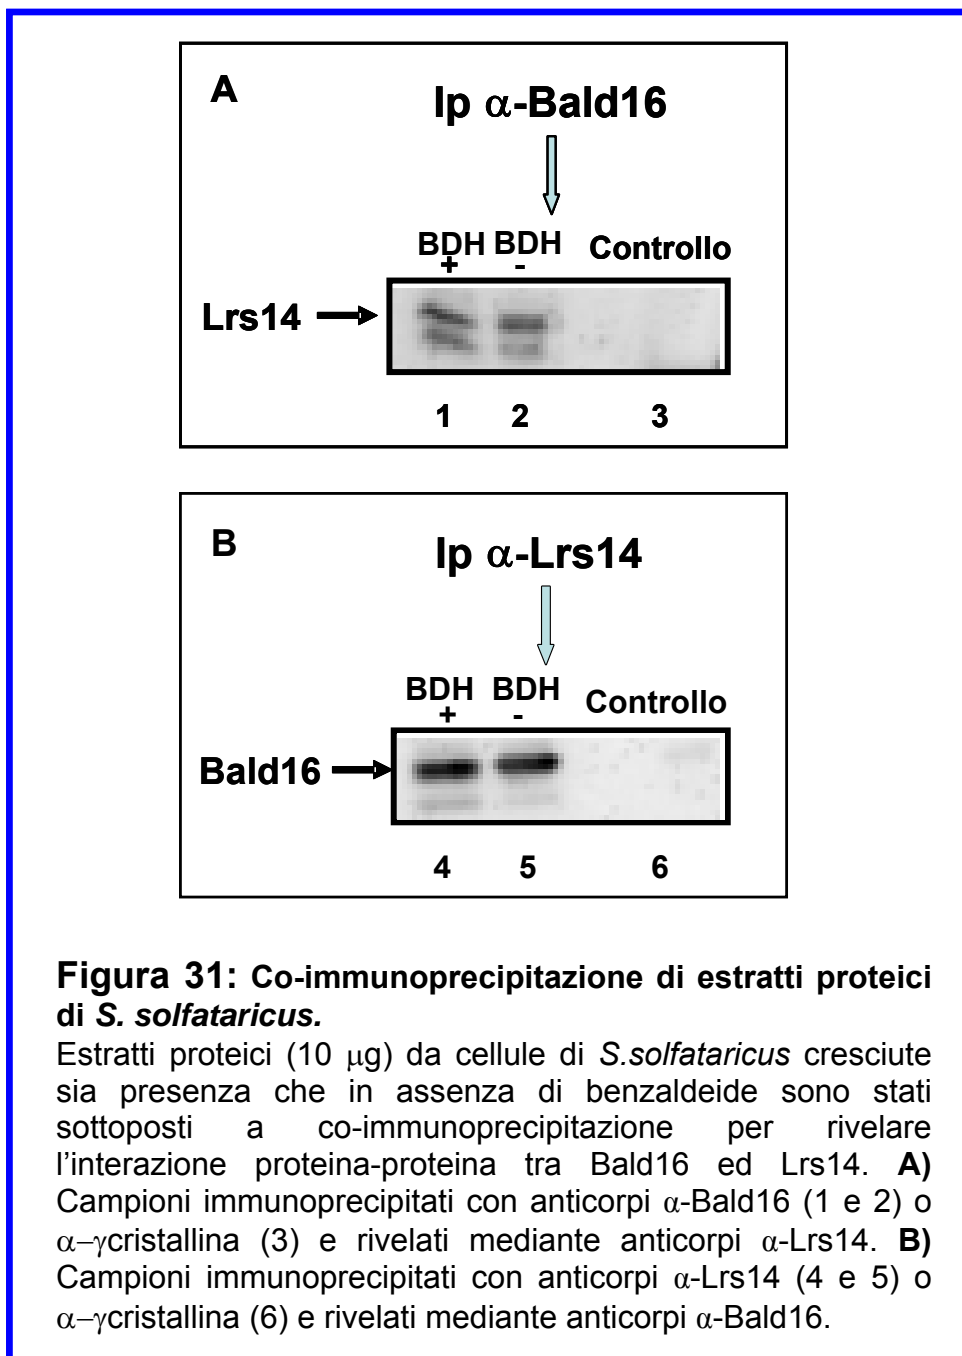 A
Ip α-Bald16
BDH BDH Controllo
+ -
Lrs14
1 2 3
B
Ip α-Lrs14
BDH BDH Controllo
+ -
Bald16
4 5 6
Figura 31: Co-immunoprecipitazione di estratti proteici
di S. solfataricus.
Estratti proteici (10 μg) da cellule di S.solfataricus cresciute
sia presenza che in assenza di benzaldeide sono stati
sottoposti a co-immunoprecipitazione per rivelare
l'interazione proteina-proteina tra Bald16 ed Lrs14. A)
Campioni immunoprecipitati con anticorpi α-Bald16 (1 e 2) o
α−γcristallina (3) e rivelati mediante anticorpi α-Lrs14. B)
Campioni immunoprecipitati con anticorpi α-Lrs14 (4 e 5) o
α−γcristallina (6) e rivelati mediante anticorpi α-Bald16.